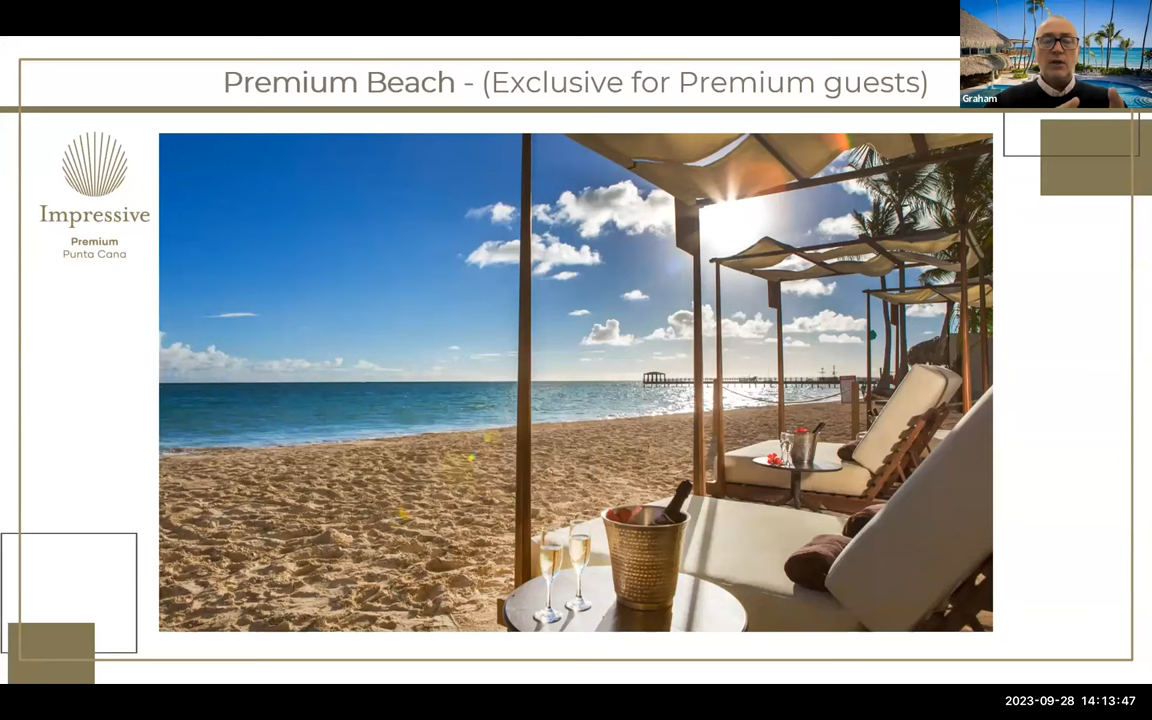 Premium Beach - (Exclusive for Premium guests)
Graham
Impressive
Premium
Punta Cana
2023-09-28 14:13:47